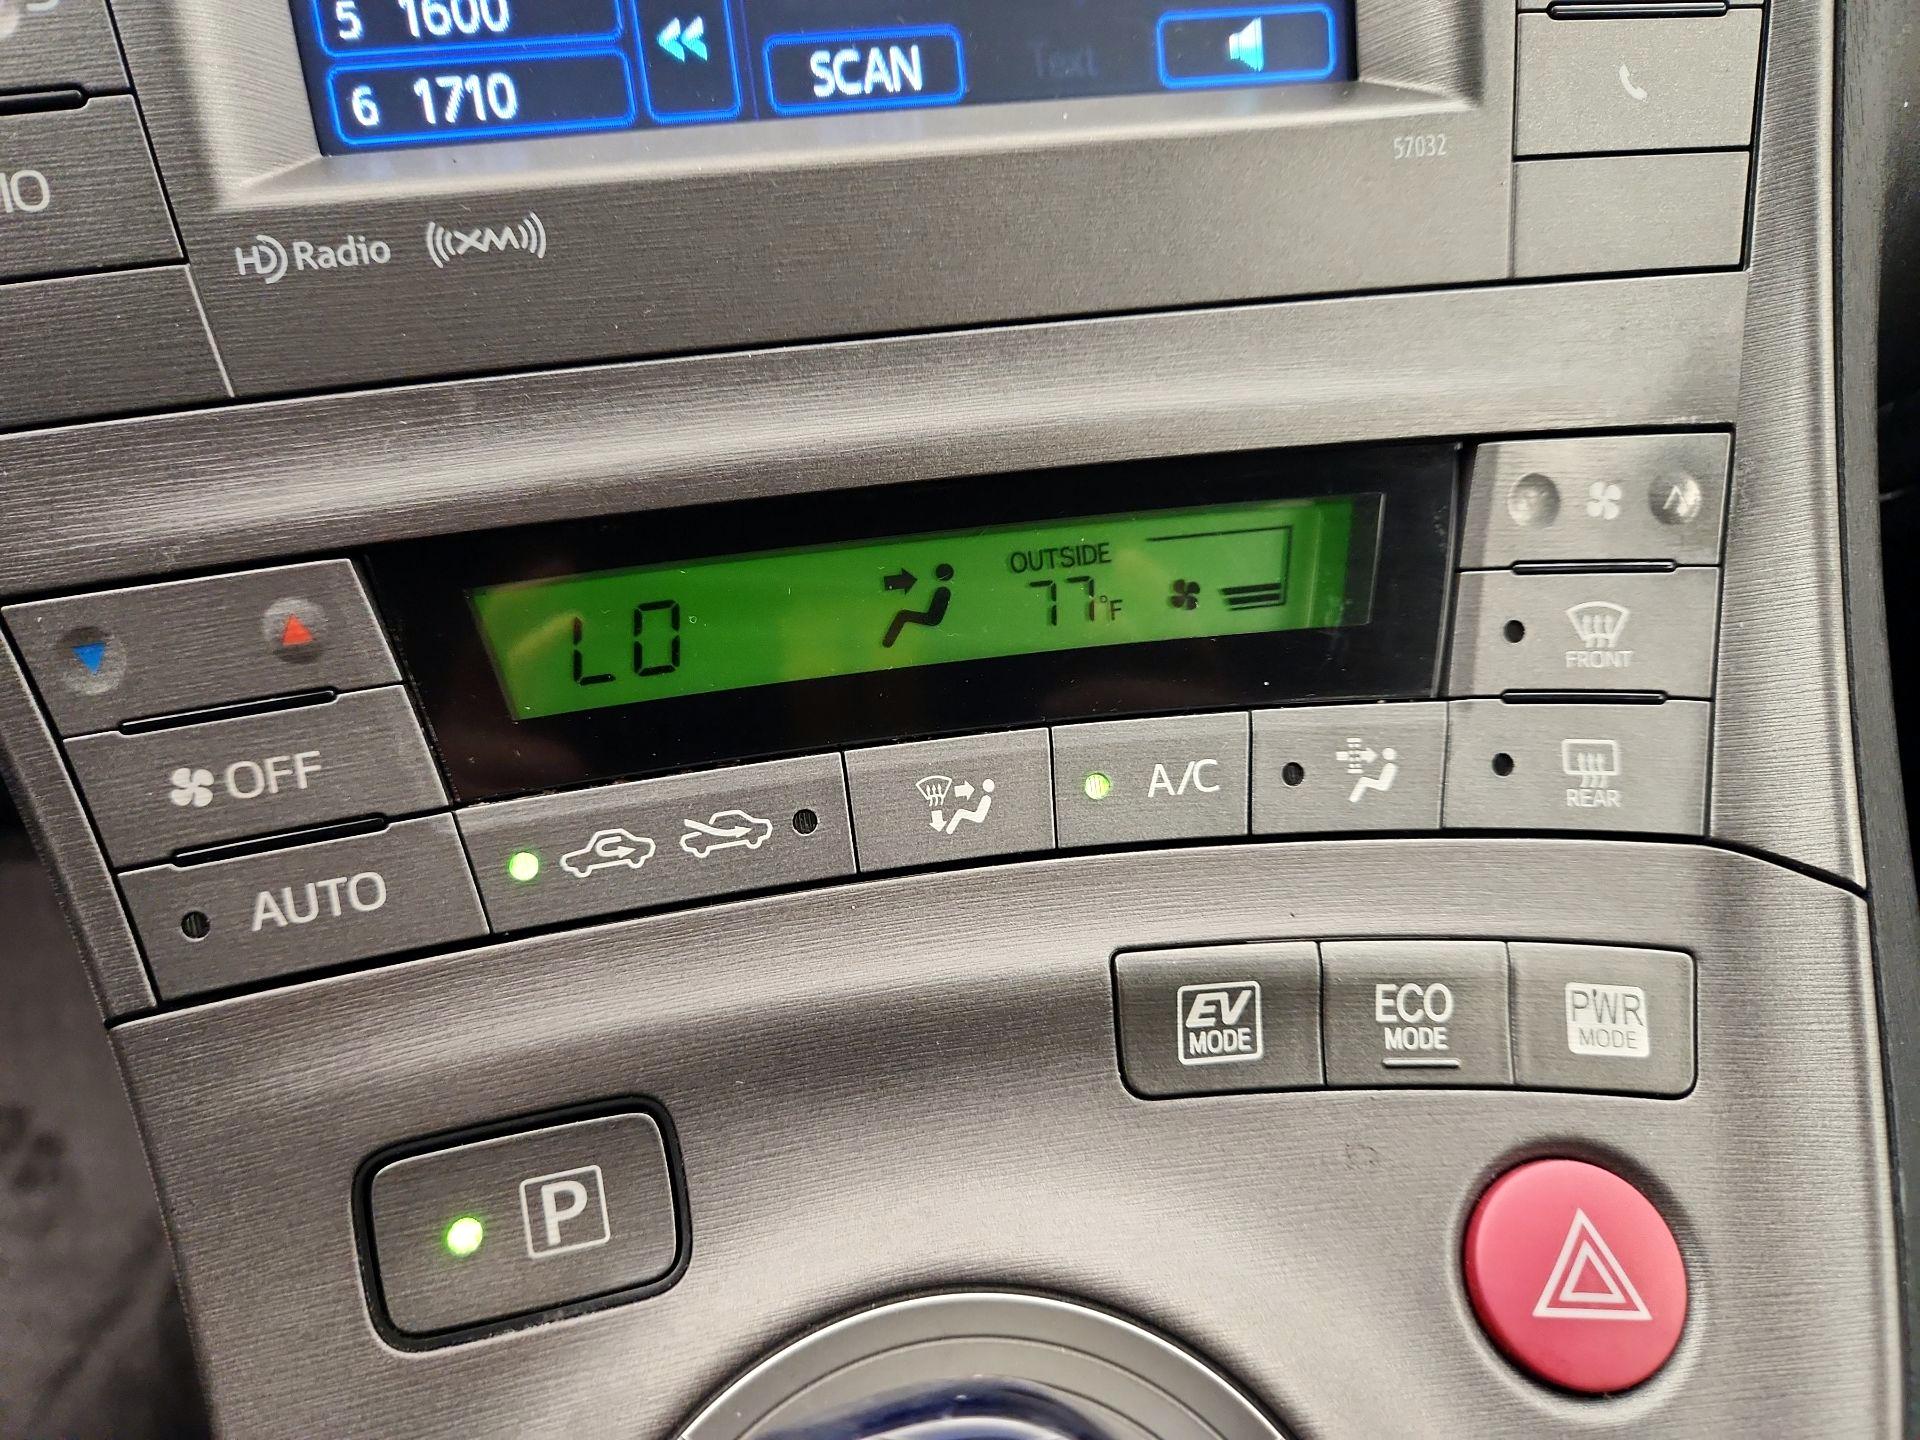 5 1600
6 1710
SCAN
Text
57032
IO
HD Radio
((XM))
OUTSIDE
LO
77°F
FRONT
OFF
A/C
REAR
AUTO
EV
MODE
ECO
MODE
PWR
MODE
P